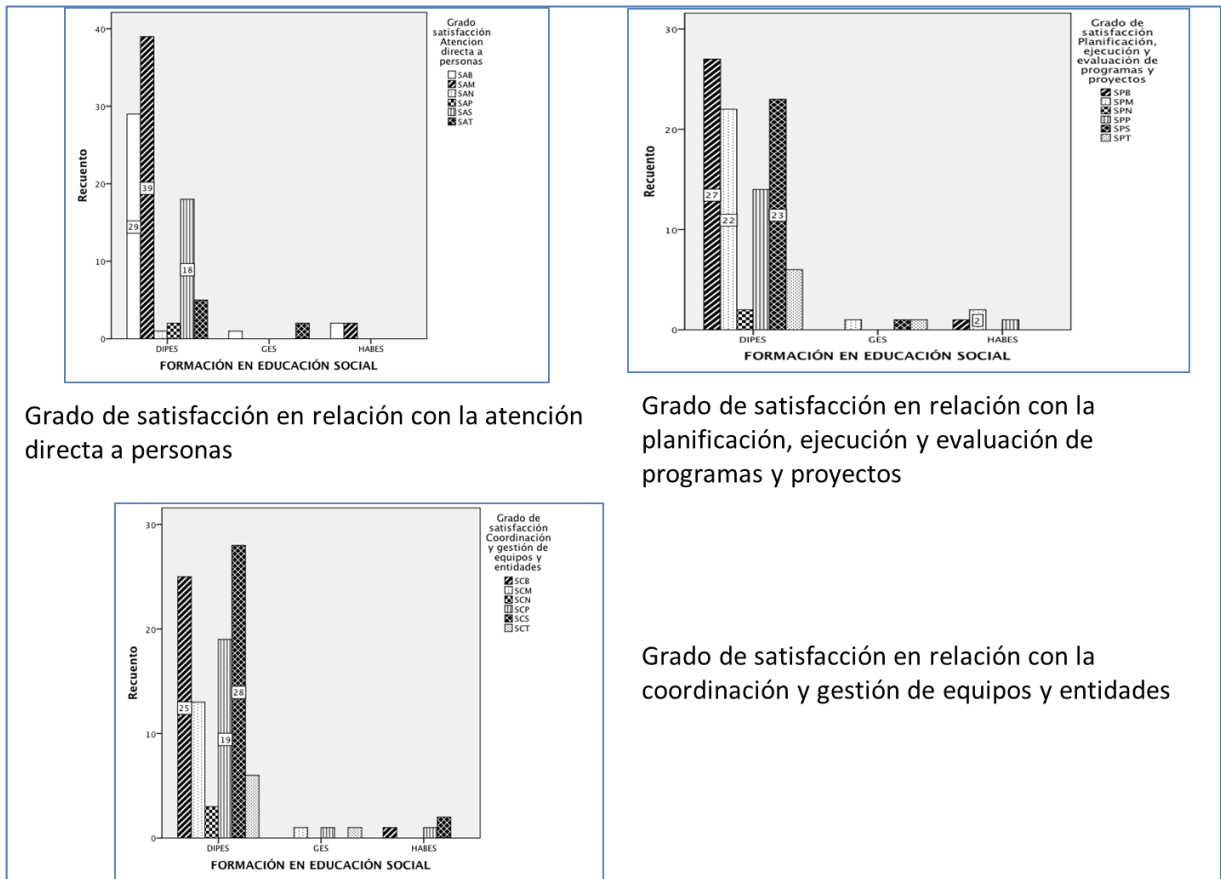 Grado
satisfacción
Atencion
directa a
personas
SAB
SAM
SAN
SAP
SAS
SAT
40
30
20
10
0
Recuento
29
39
18
DIPES GES HABES
FORMACIÓN EN EDUCACIÓN SOCIAL
Grado de satisfacción en relación con la atención
directa a personas
Grado de
satisfacción
Planificación,
ejecución y
evaluación de
programas y
proyectos
SPB
SPM
SPN
SPP
SPS
SPT
30
20
10
0
Recuento
27
22
23
2
DIPES GES HABES
FORMACIÓN EN EDUCACIÓN SOCIAL
Grado de satisfacción en relación con la
planificación, ejecución y evaluación de
programas y proyectos
Grado de
satisfacción
Coordinación
y gestión de
equipos y
entidades
SCB
SCM
SCN
SCP
SCS
SCT
30
20
10
0
Recuento
25
19
28
DIPES GES HABES
FORMACIÓN EN EDUCACIÓN SOCIAL
Grado de satisfacción en relación con la
coordinación y gestión de equipos y entidades